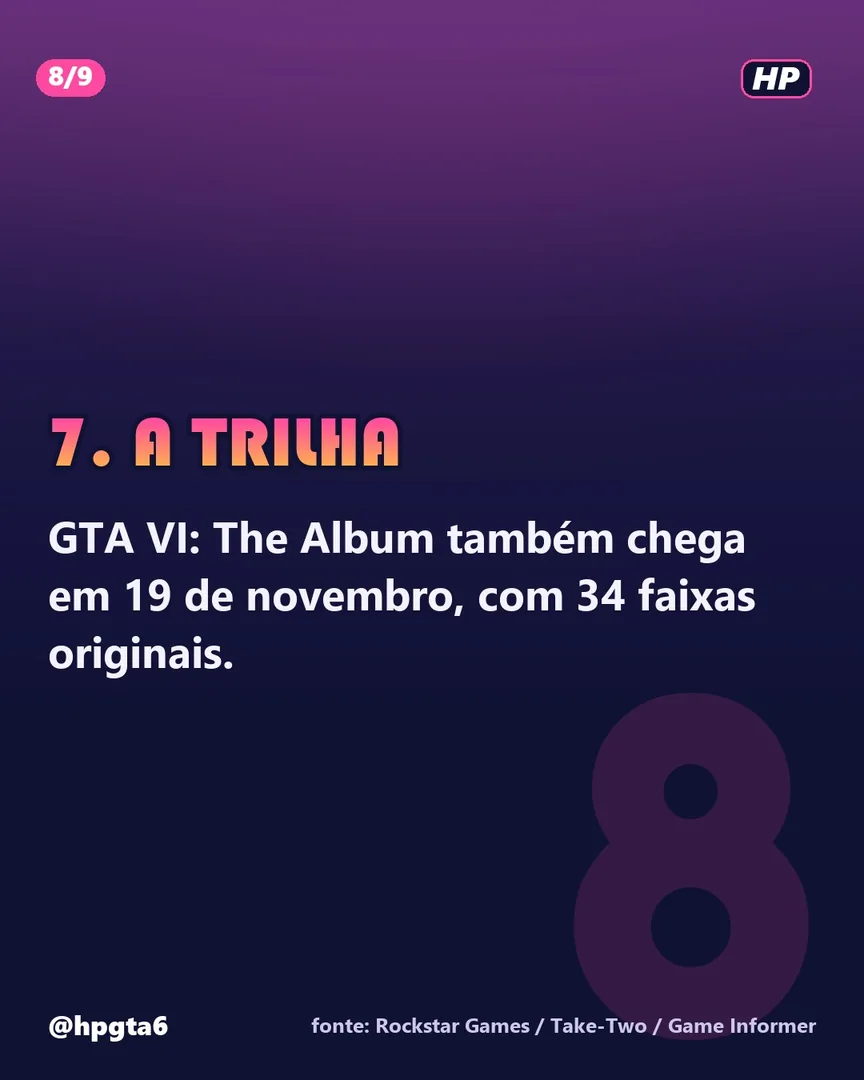 8/9
HP
7. A TRILHA
GTA VI: The Album também chega
em 19 de novembro, com 34 faixas
originais.
8
@hpgta6
fonte: Rockstar Games / Take-Two / Game Informer